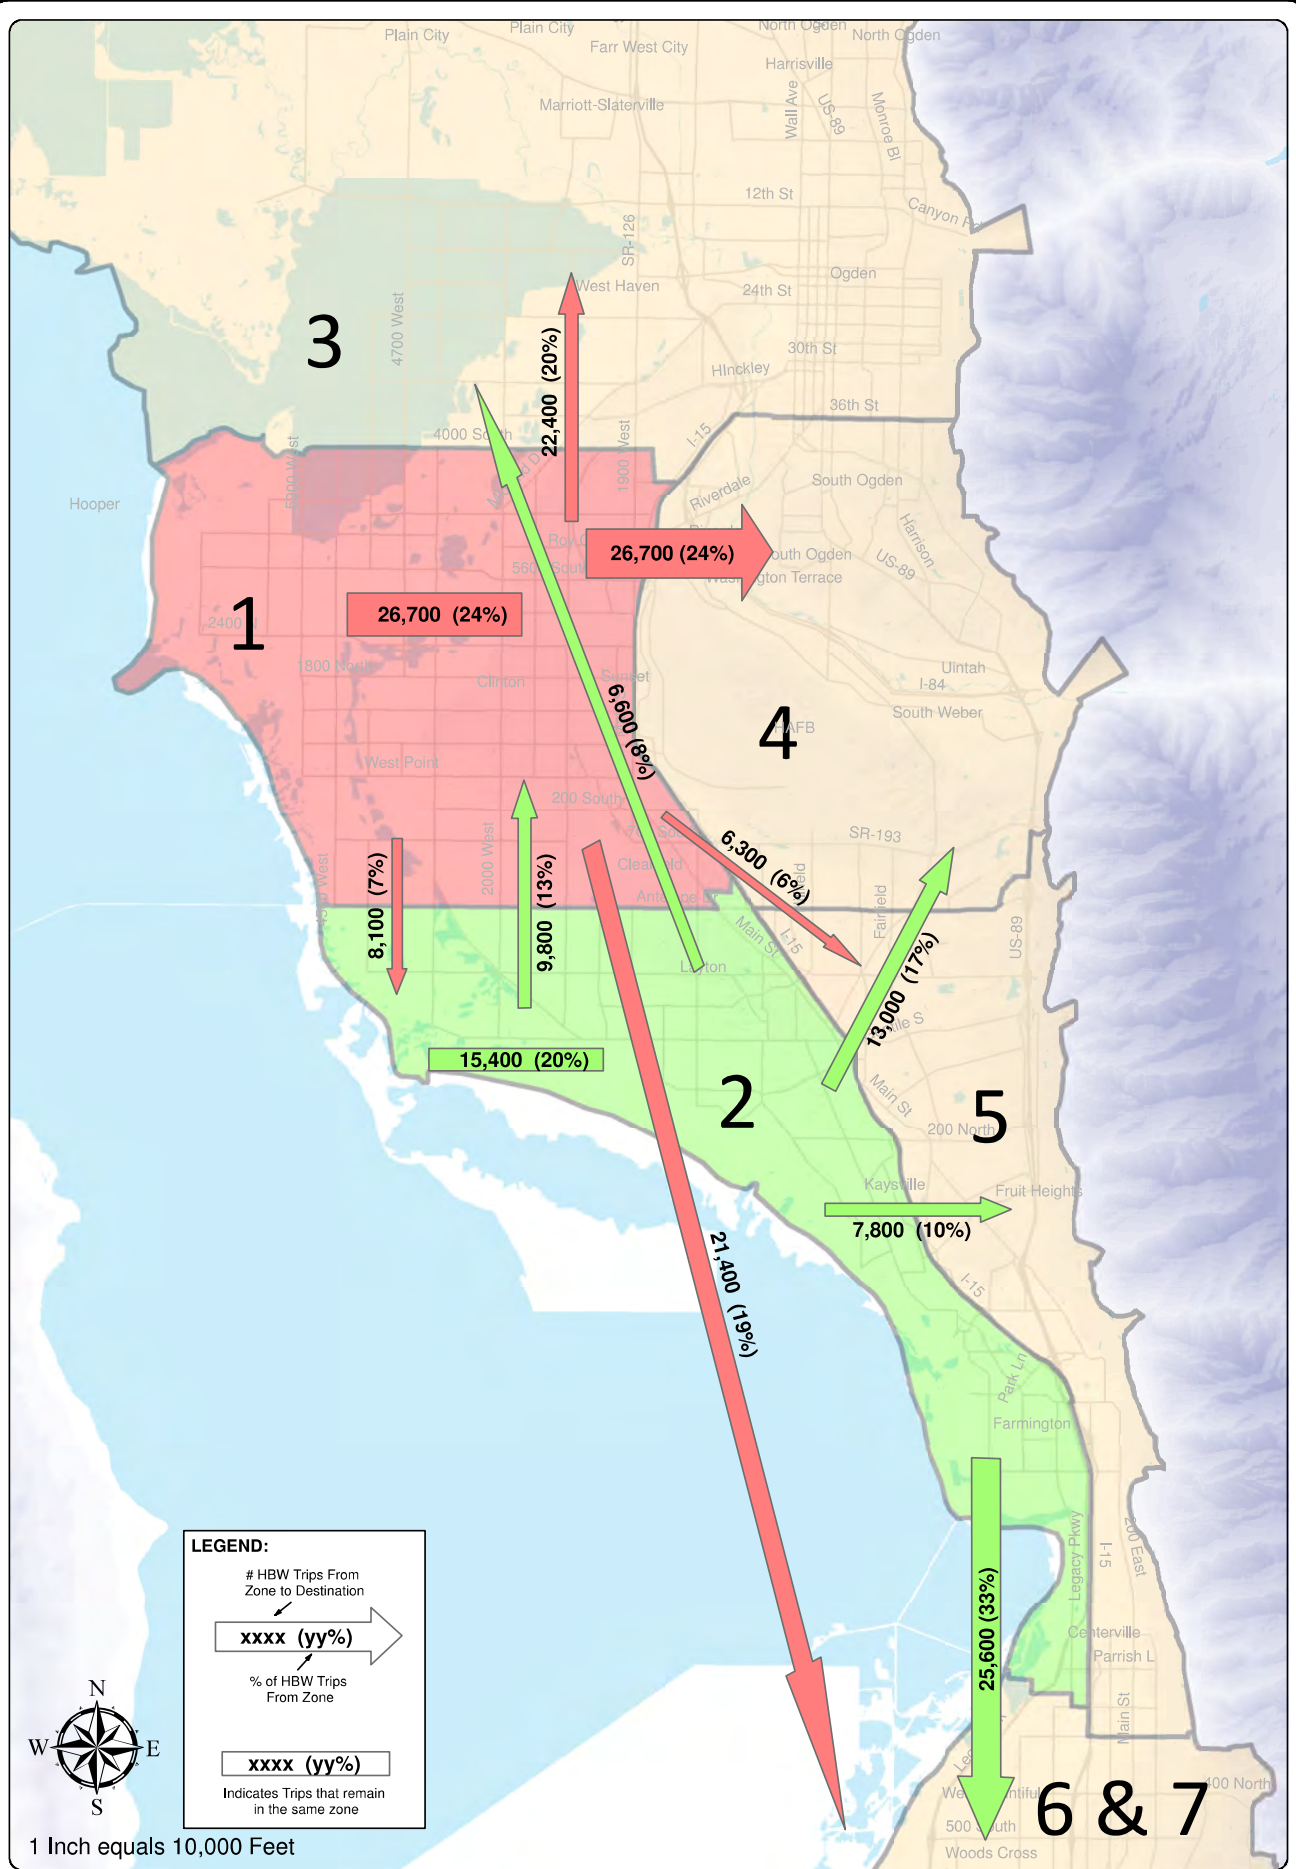 Plain City
Plain City
Farr West City
North Ogden
North Ogden
Harrisville
Marriott-Slaterville
Wall Ave
US-89
Monroe Bl
12th St
Canyon
SR-126
Ogden
West Haven
24th St
4700 West
3
22,400 (20%)
30th St
HInckley
36th St
4000 South
I-15
5900 West
1900 West
Riverdale
South Ogden
Hooper
Harrison
26,700 (24%)
outh Ogden
US-89
Washington Terrace
26,700 (24%)
1
1800 North
Clinton
Sunset
Uintah
I-84
South Weber
6,600 (8%)
4
HAFB
West Point
200 South
SR-193
6,300 (6%)
2000 West
Clearfield
8,100 (7%)
9,800 (13%)
Fairfield
US-89
Main St
I-15
Layton
13,000 (17%)
15,400 (20%)
2
Main St
5
200 North
Kaysville
Fruit Heights
7,800 (10%)
21,400 (19%)
I-15
Park Ln
Farmington
Legacy Pkwy
I-15
200 East
25,600 (33%)
Centerville
Parrish L
Main St
6 & 7
400 North
500 South
Woods Cross
LEGEND:
# HBW Trips From
Zone to Destination
xxxx (yy%)
% of HBW Trips
From Zone
xxxx (yy%)
Indicates Trips that remain
in the same zone
N
W
E
S
1 Inch equals 10,000 Feet